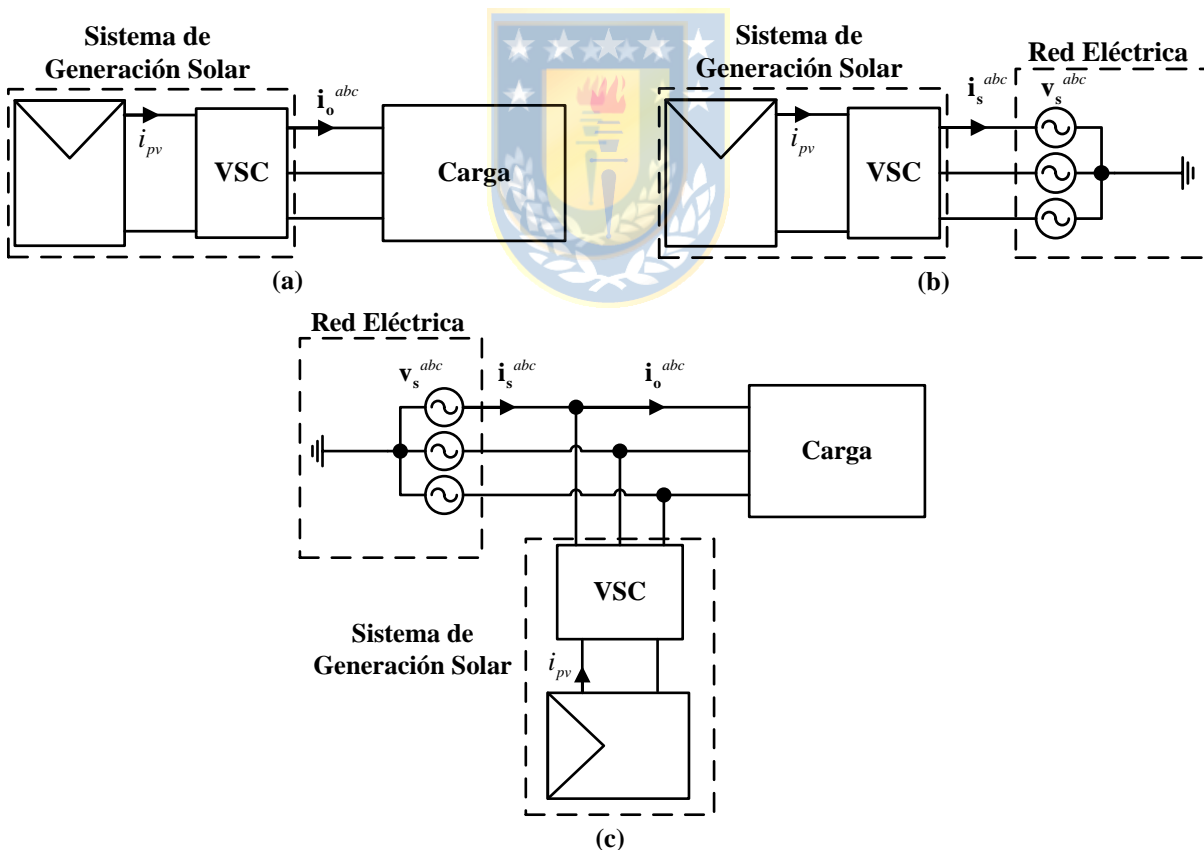 Sistema de
Generación Solar
i_pv
VSC
i_o^abc
Carga
(a)
Sistema de
Generación Solar
i_pv
VSC
i_s^abc
Red Eléctrica
v_s^abc
(b)
Red Eléctrica
v_s^abc
i_s^abc
i_o^abc
Carga
VSC
Sistema de
Generación Solar
i_pv
(c)